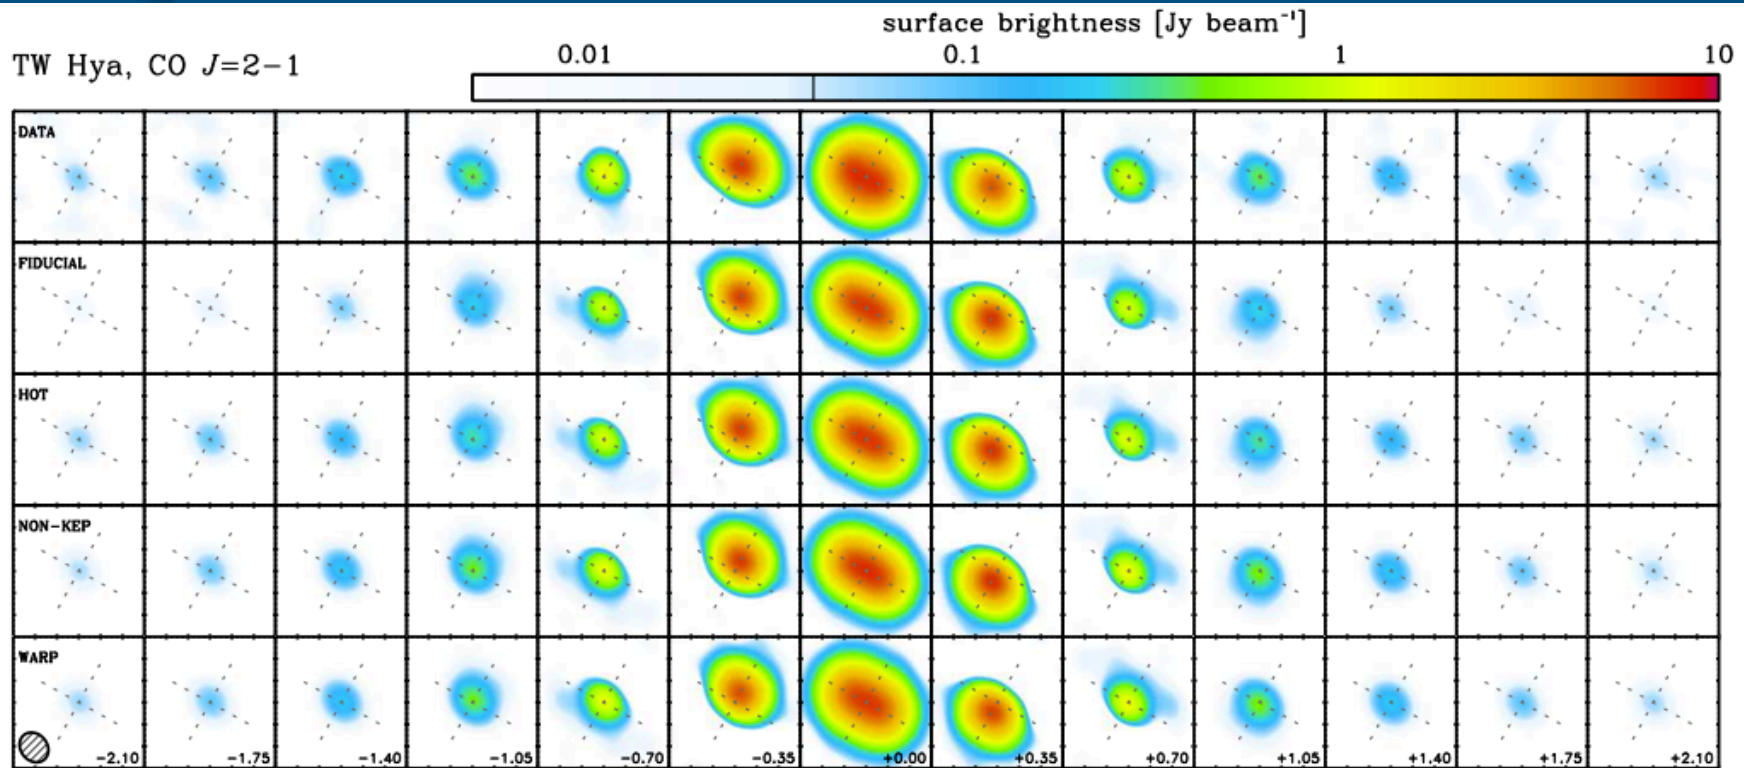 surface brightness [Jy beam⁻¹]
TW Hya, CO J=2−1
0.01 0.1 1 10
DATA
FIDUCIAL
HOT
NON−KEP
WARP
−2.10 −1.75 −1.40 −1.05 −0.70 −0.35 +0.00 +0.35 +0.70 +1.05 +1.40 +1.75 +2.10